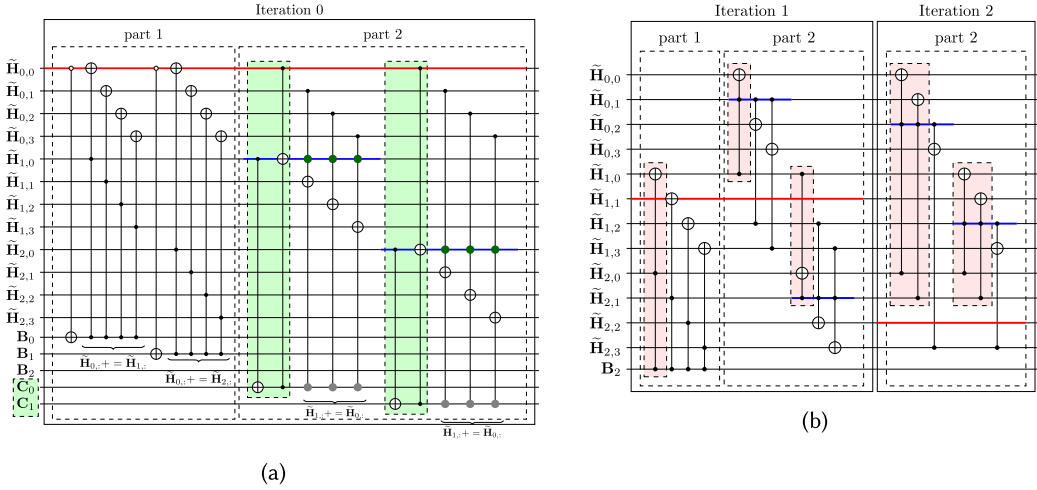 Iteration 0
part 1 part 2
H̃0,0
H̃0,1
H̃0,2
H̃0,3
H̃1,0
H̃1,1
H̃1,2
H̃1,3
H̃2,0
H̃2,1
H̃2,2
H̃2,3
B0
B1
B2
C0
C1
H̃0,:+ = H̃1,:
H̃0,:+ = H̃2,:
H̃1,:+ = H̃0,:
H̃1,:+ = H̃0,:
(a)
Iteration 1 Iteration 2
part 1 part 2 part 2
H̃0,0
H̃0,1
H̃0,2
H̃0,3
H̃1,0
H̃1,1
H̃1,2
H̃1,3
H̃2,0
H̃2,1
H̃2,2
H̃2,3
B2
(b)